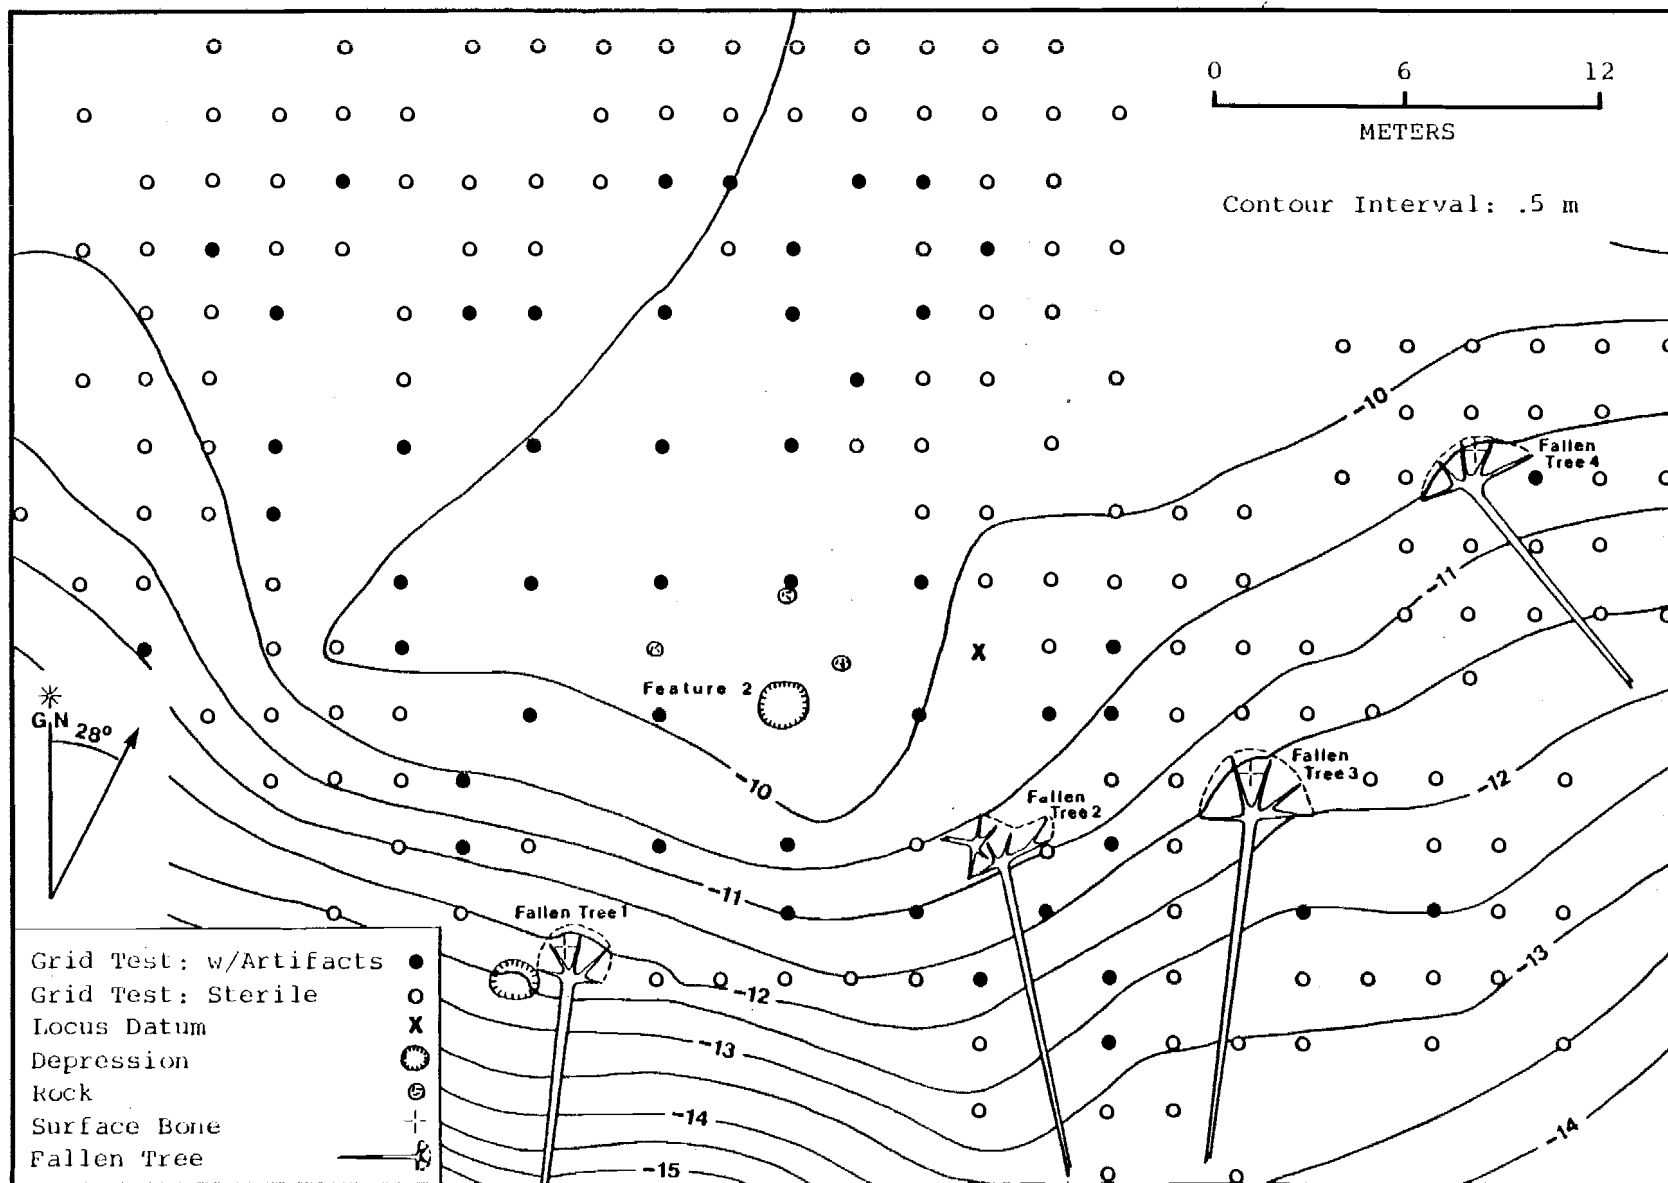 0 6 12
METERS
Contour Interval: .5 m
-10
Fallen
Tree 4
-11
Feature 2
X
GN
28°
-10
Fallen
Tree 3
-12
Fallen
Tree 2
-11
Fallen Tree 1
-13
-12
-13
-14
-14
-15
Grid Test: w/Artifacts
Grid Test: Sterile
Locus Datum X
Depression
Rock
Surface Bone
Fallen Tree